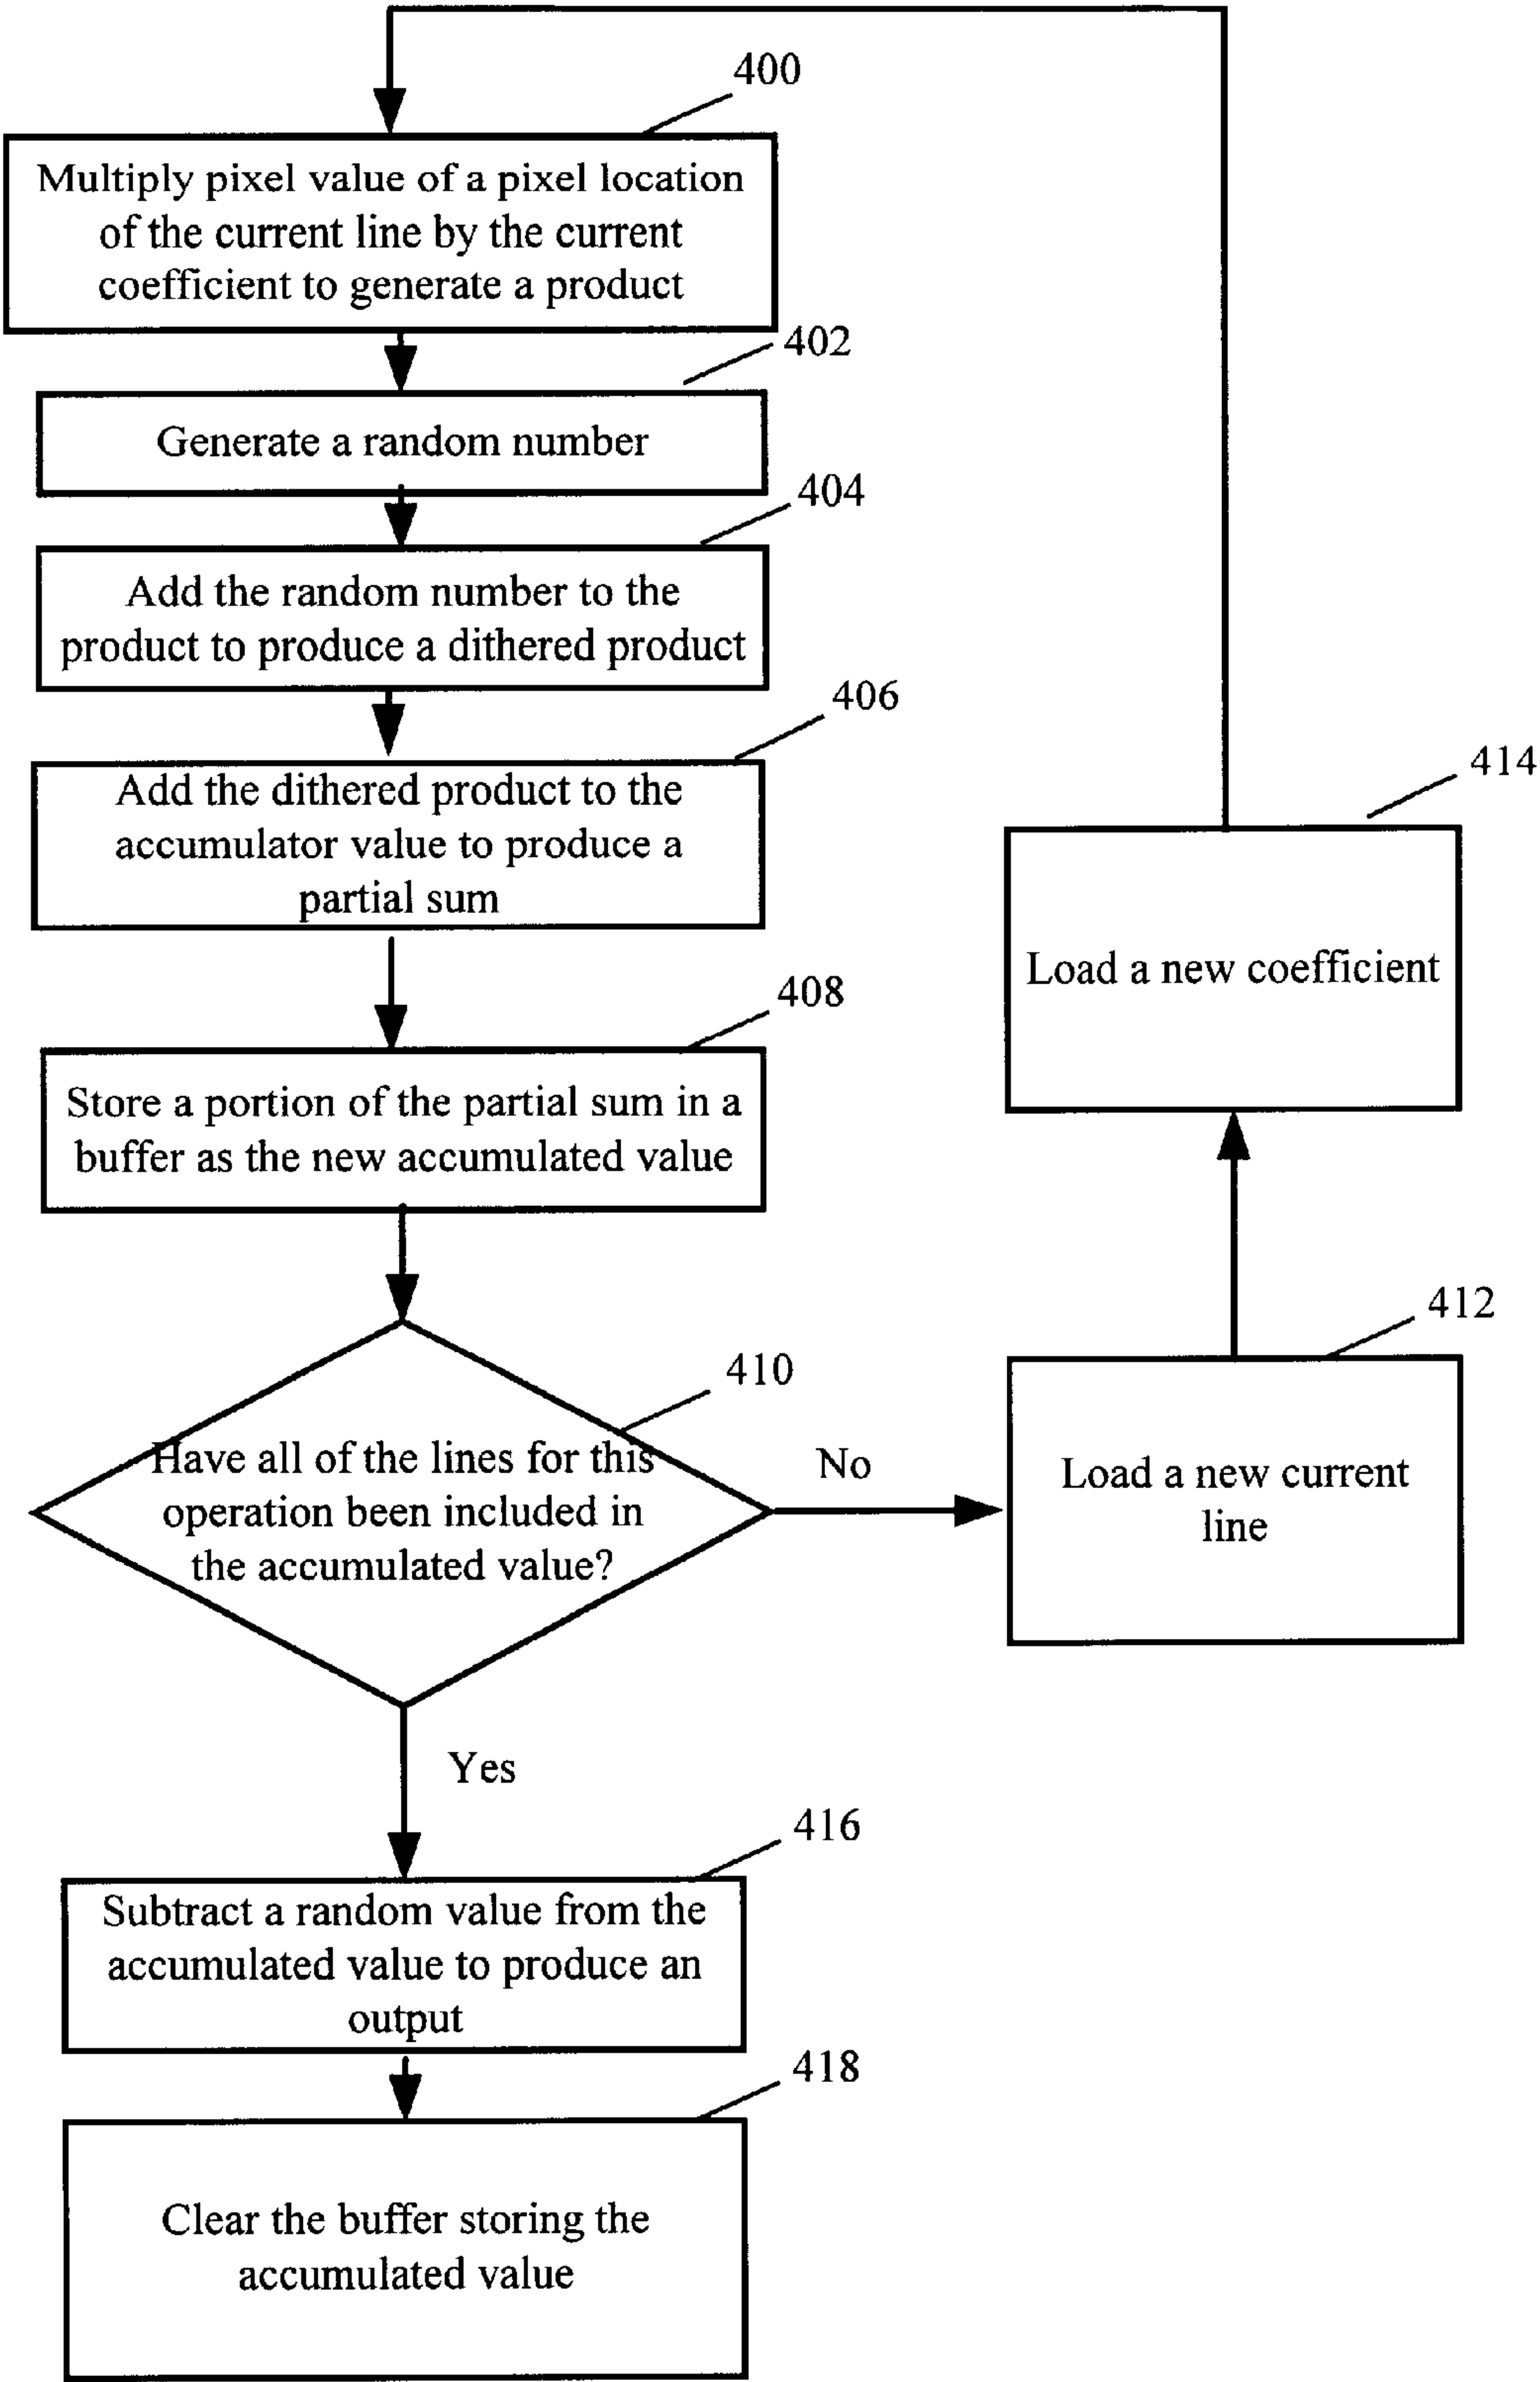 400
Multiply pixel value of a pixel location
of the current line by the current
coefficient to generate a product
402
Generate a random number
404
Add the random number to the
product to produce a dithered product
406
Add the dithered product to the
accumulator value to produce a
partial sum
408
Store a portion of the partial sum in a
buffer as the new accumulated value
410
Have all of the lines for this
operation been included in
the accumulated value?
No
412
Load a new current
line
414
Load a new coefficient
Yes
416
Subtract a random value from the
accumulated value to produce an
output
418
Clear the buffer storing the
accumulated value